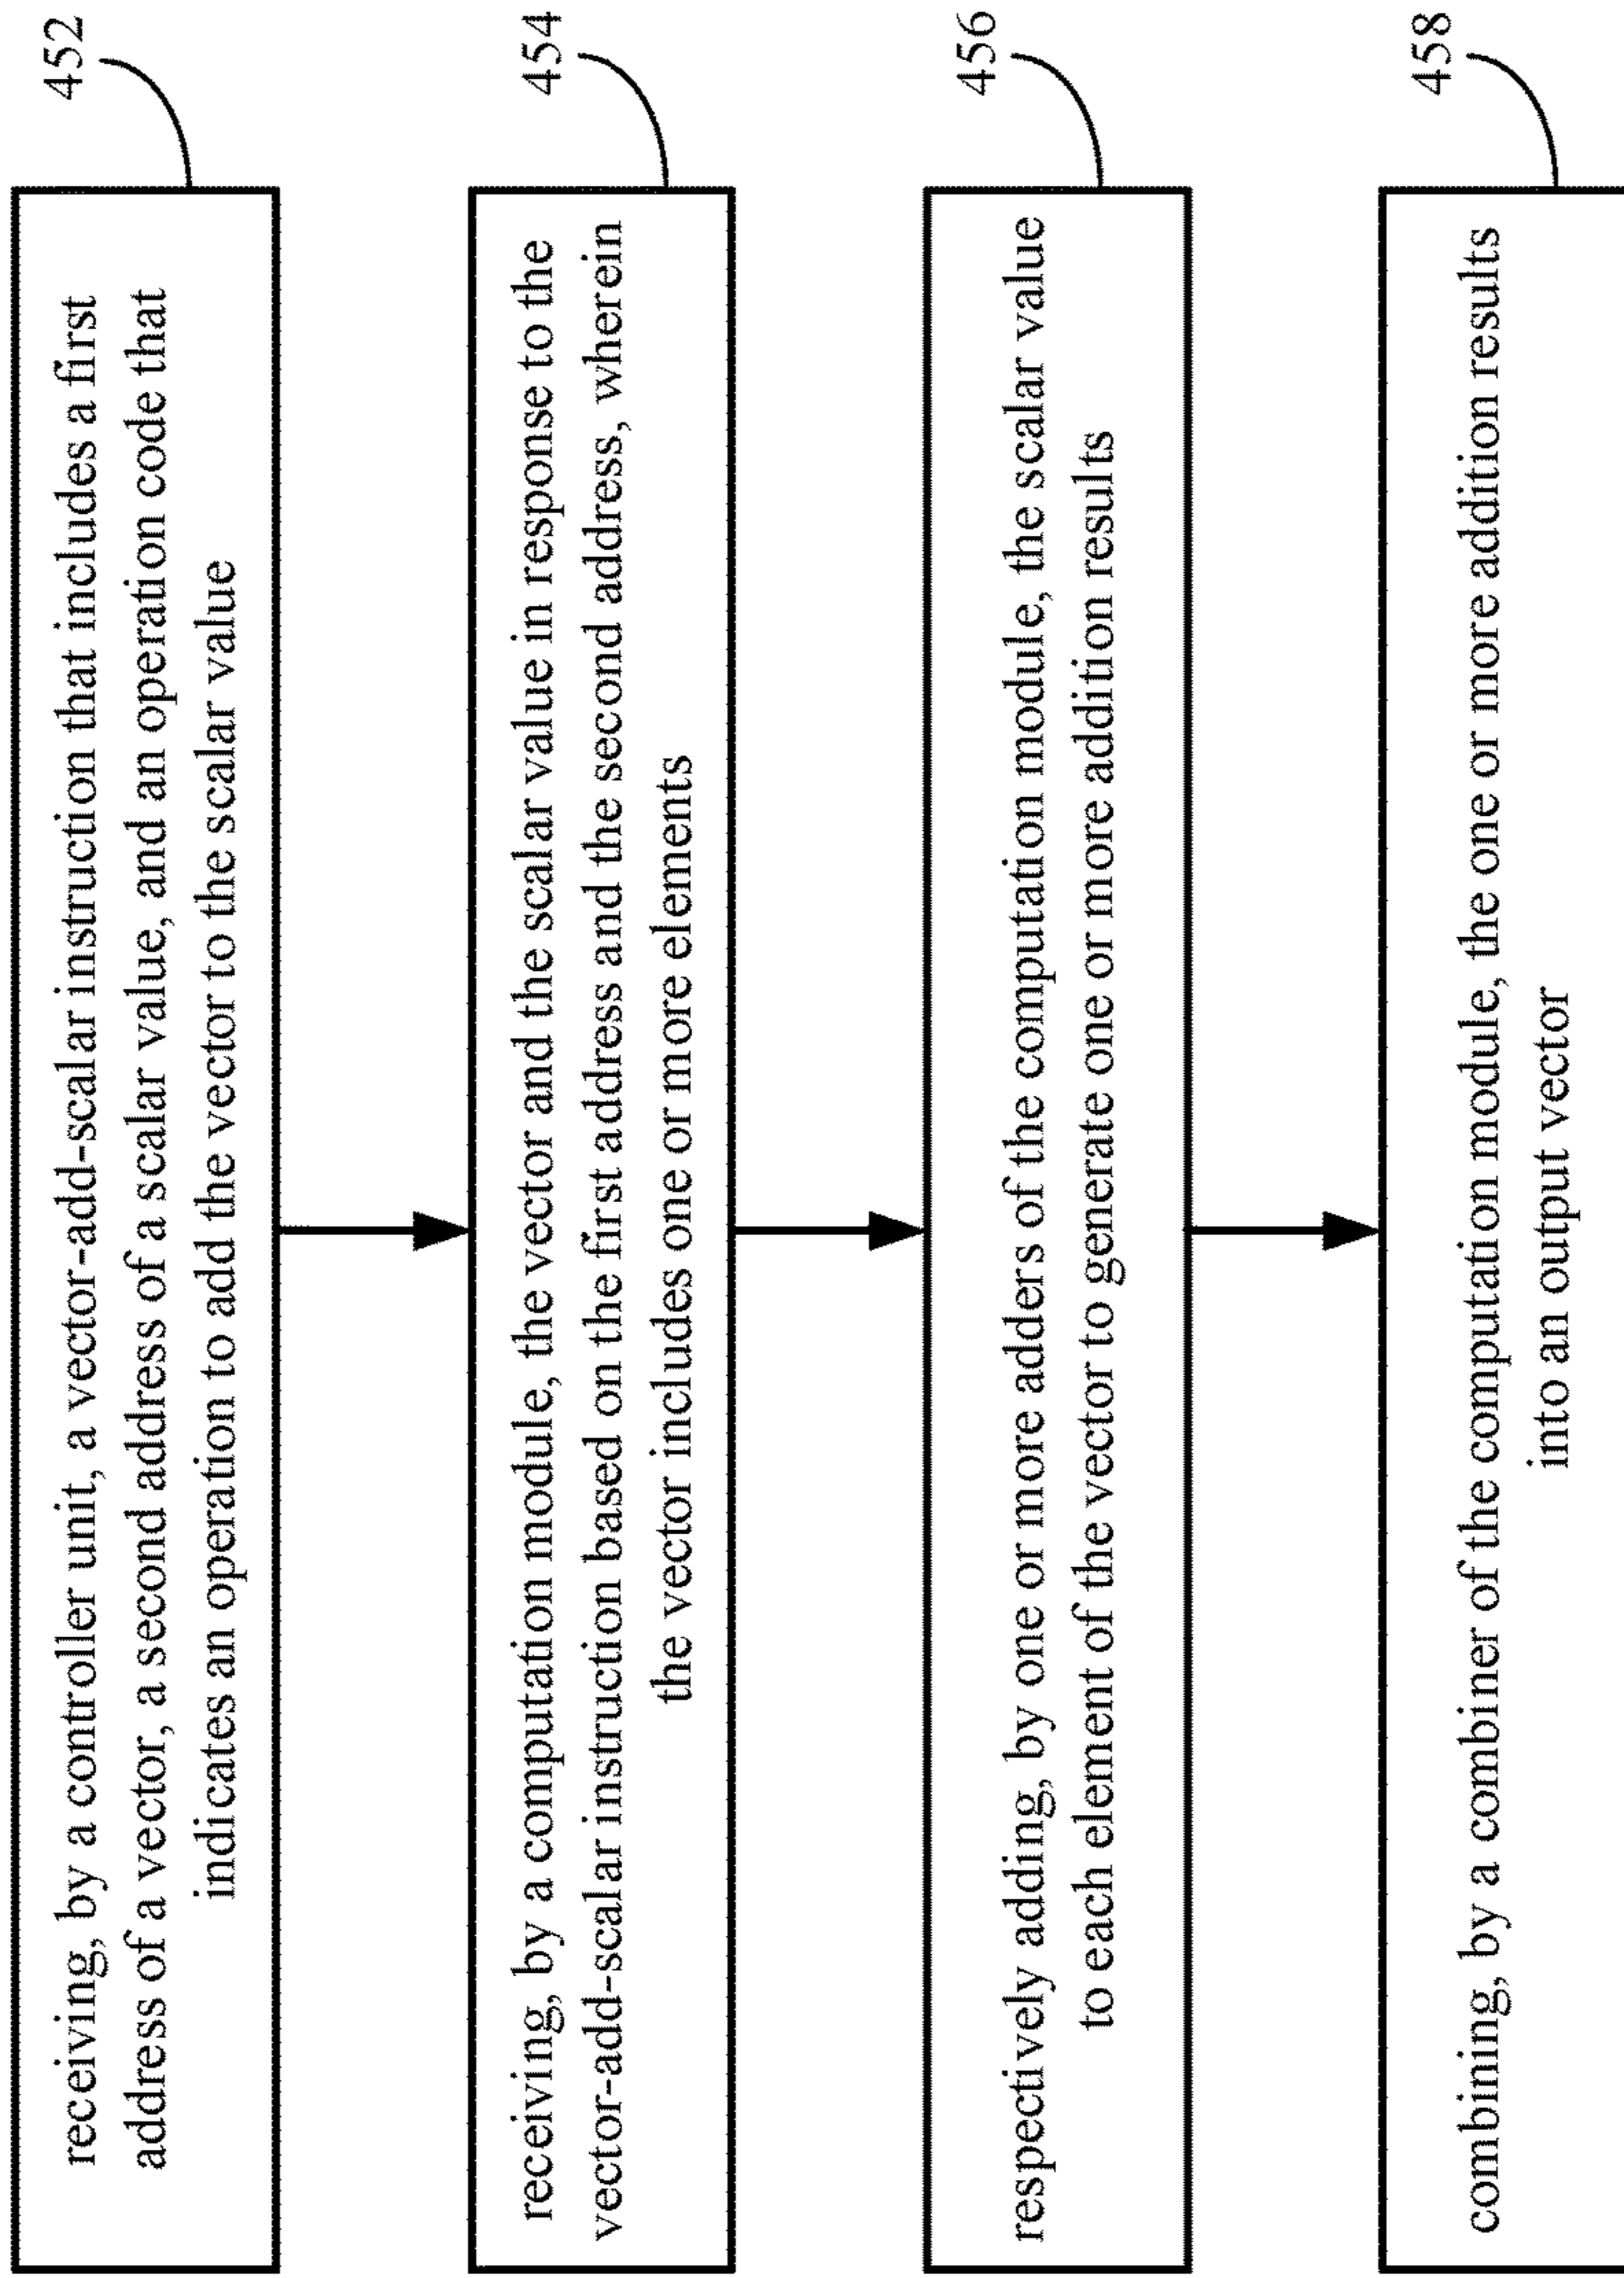 452
receiving, by a controller unit, a vector-add-scalar instruction that includes a first
address of a vector, a second address of a scalar value, and an operation code that
indicates an operation to add the vector to the scalar value
454
receiving, by a computation module, the vector and the scalar value in response to the
vector-add-scalar instruction based on the first address and the second address, wherein
the vector includes one or more elements
456
respectively adding, by one or more adders of the computation module, the scalar value
to each element of the vector to generate one or more addition results
458
combining, by a combiner of the computation module, the one or more addition results
into an output vector